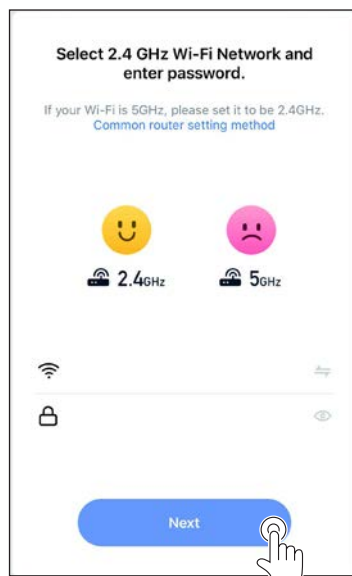 Select 2.4 GHz Wi-Fi Network and
enter password.
If your Wi-Fi is 5GHz, please set it to be 2.4GHz.
Common router setting method
2.4GHz
5GHz
Next